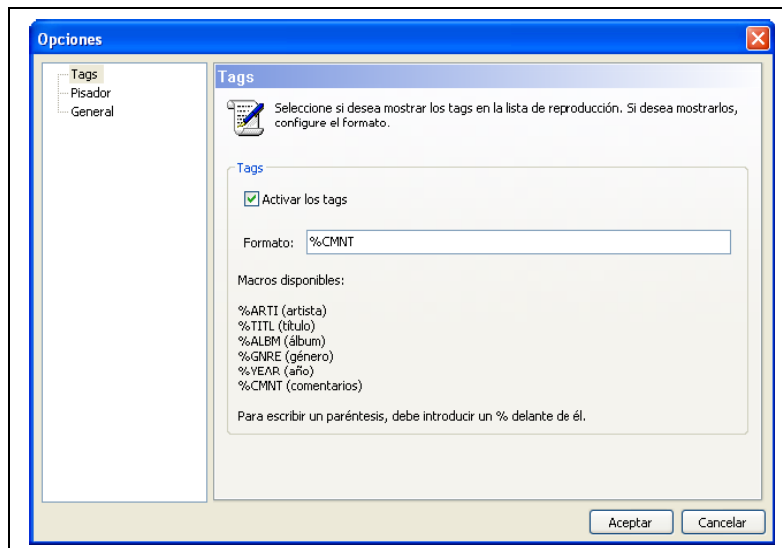 Opciones
Tags
Pisador
General
Tags
Seleccione si desea mostrar los tags en la lista de reproducción. Si desea mostrarlos,
configure el formato.
Tags
Activar los tags
Formato: %CMNT
Macros disponibles:
%ARTI (artista)
%TITL (título)
%ALBM (álbum)
%GNRE (género)
%YEAR (año)
%CMNT (comentarios)
Para escribir un paréntesis, debe introducir un % delante de él.
Aceptar Cancelar